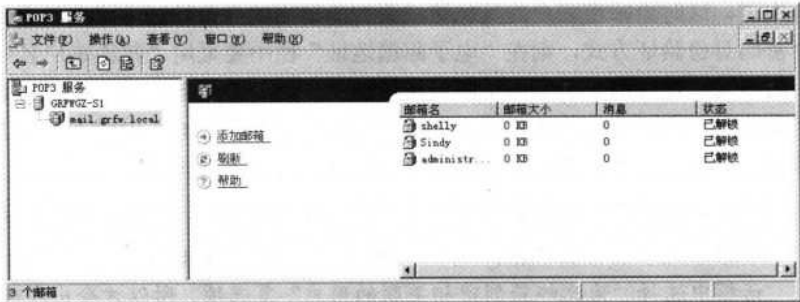 POP3 服务
文件(F) 操作(A) 查看(V) 窗口(W) 帮助(H)
POP3 服务
GRFWGZ-S1
mail.grfw.local
添加邮箱
刷新
帮助
邮箱名 邮箱大小 消息 状态
shelly 0 KB 0 已解锁
Sindy 0 KB 0 已解锁
administr... 0 KB 0 已解锁
3 个邮箱